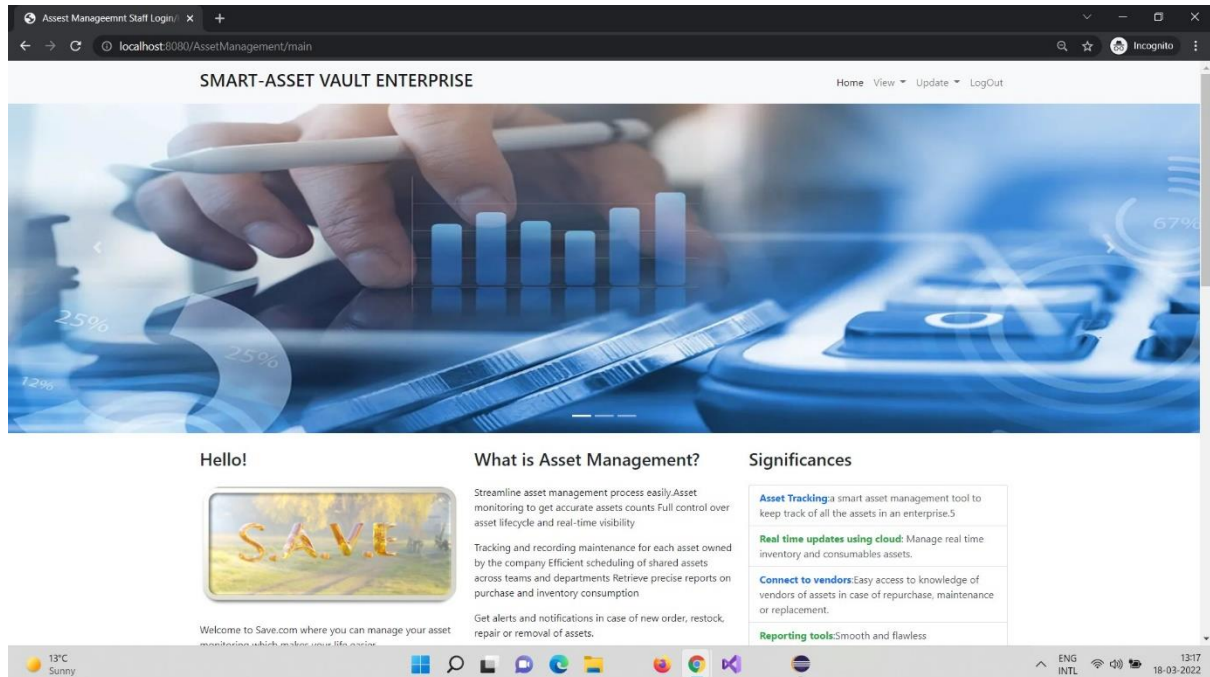 Assest Manageemnt Staff Login/
localhost:8080/AssetManagement/main
Incognito
SMART-ASSET VAULT ENTERPRISE
Home View Update LogOut
67%
25%
25%
12%
Hello!
S.A.V.E
Welcome to Save.com where you can manage your asset
monitoring which makes your life easier
What is Asset Management?
Streamline asset management process easily.Asset
monitoring to get accurate assets counts Full control over
asset lifecycle and real-time visibility
Tracking and recording maintenance for each asset owned
by the company Efficient scheduling of shared assets
across teams and departments Retrieve precise reports on
purchase and inventory consumption
Get alerts and notifications in case of new order, restock,
repair or removal of assets.
Significances
Asset Tracking:a smart asset management tool to
keep track of all the assets in an enterprise.5
Real time updates using cloud: Manage real time
inventory and consumables assets.
Connect to vendors:Easy access to knowledge of
vendors of assets in case of repurchase, maintenance
or replacement.
Reporting tools:Smooth and flawless
13°C
Sunny
ENG
INTL
13:17
18-03-2022